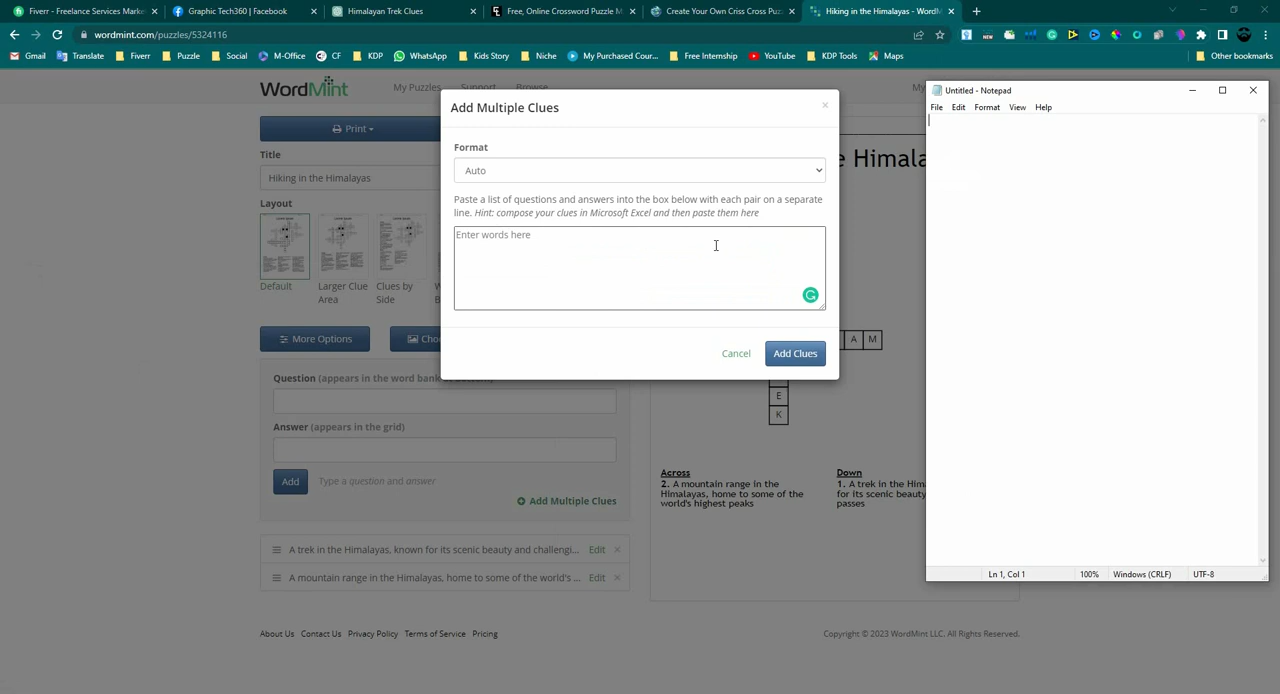 Fiverr - Freelance Services Marke
Graphic Tech360 | Facebook
Himalayan Trek Clues
Free, Online Crossword Puzzle M
Create Your Own Criss Cross Puz
Hiking in the Himalayas - WordM
wordmint.com/puzzles/5324116
Gmail
Translate
Fiverr
Puzzle
Social
M-Office
CF
KDP
WhatsApp
Kids Story
Niche
My Purchased Cour...
Free Internship
YouTube
KDP Tools
Maps
Other bookmarks
WordMint
My Puzzles
Support
Browse
My
Print
Title
Hiking in the Himalayas
Layout
Default
Larger Clue
Area
Clues by
Side
W
B
More Options
Choo
Question (appears in the word bank at bottom)
Answer (appears in the grid)
Add
Type a question and answer
Add Multiple Clues
A trek in the Himalayas, known for its scenic beauty and challengi...
Edit
A mountain range in the Himalayas, home to some of the world's ...
Edit
Add Multiple Clues
Format
Auto
Paste a list of questions and answers into the box below with each pair on a separate
line. Hint: compose your clues in Microsoft Excel and then paste them here
Enter words here
Cancel
Add Clues
e Himala
A M
E
K
Across
2. A mountain range in the
Himalayas, home to some of the
world's highest peaks
Down
1. A trek in the Him
for its scenic beauty
passes
Untitled - Notepad
File
Edit
Format
View
Help
Ln 1, Col 1
100%
Windows (CRLF)
UTF-8
About Us
Contact Us
Privacy Policy
Terms of Service
Pricing
Copyright © 2023 WordMint LLC. All Rights Reserved.